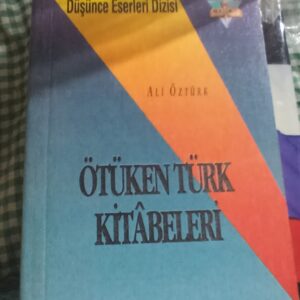 Düşünce Eserleri Dizisi
ALİ ÖZTÜRK
ÖTÜKEN TÜRK
KİTÂBELERİ